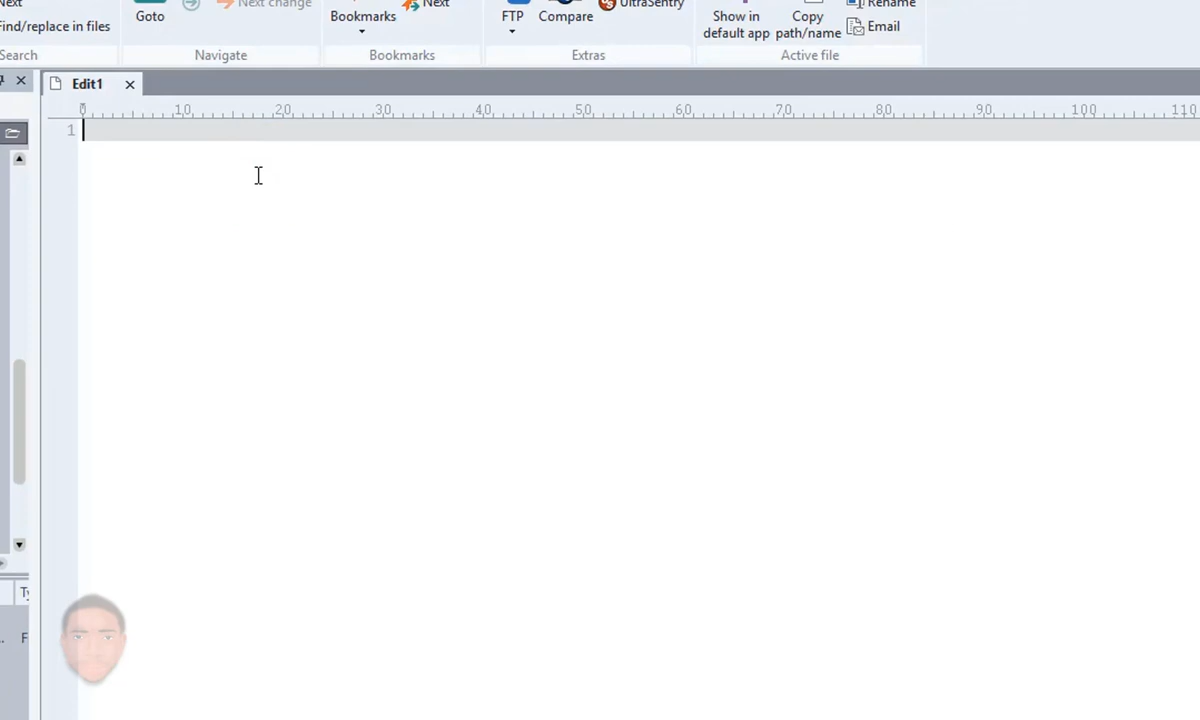 Next
Next change
Next
UltraSentry
Rename
Find/replace in files
Goto
Bookmarks
FTP
Compare
Show in
default app
Copy
path/name
Email
Search
Navigate
Bookmarks
Extras
Active file
Edit1
0 10 20 30 40 50 60 70 80 90 100 110
1